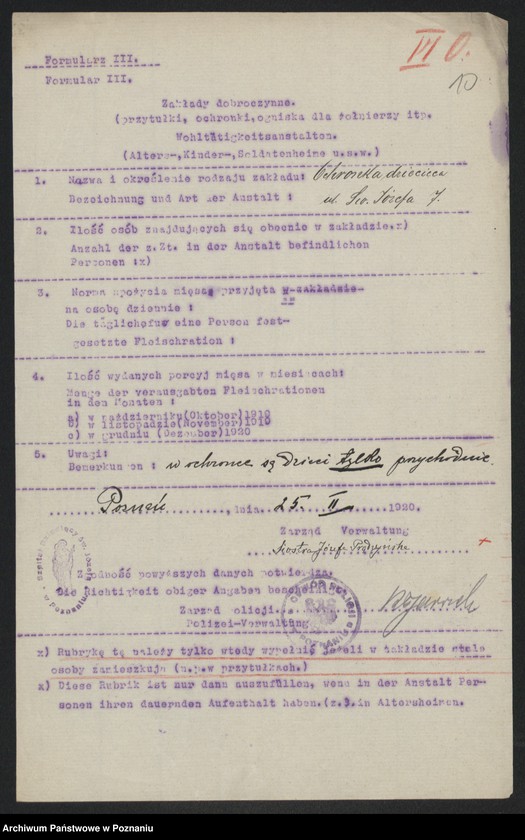 VI 0.
10
Formularz III.
Formular III.
Zakłady dobroczynne.
(przytułki, ochronki,ogniska dla żołnierzy itp.
Wohltätigkeitsanstalten.
(Alters-,Kinder-,Soldatenheime u.s.w.)
1. Nazwa i określenie rodzaju zakładu: Ochronka dziecięca
Bezeichnung und Art der Anstalt : ul. Św. Józefa 7.
2. Ilość osób znajdujących się obecnie w zakładzie.x)
Anzahl der z.Zt. in der Anstalt befindlichen
Personen :x)
3. Norma spożycia mięsa przyjęta w zakładzie
na osobę dziennie :
Die täglichefur eine Person fest-
gesetzte Fleischration :
4. Ilość wydanych porcyj mięsa w miesiącach:
Menge der verausgabten Fleischrationen
in den Monaten :
a) w październiku(Oktober)1919
b) w listopadzie(November)1919
c) w grudniu (Dezember)1920
5. Uwagi:
Bemerkungen : w ochronce są dzieci tylko przychodnie.
Poznań, dnia 25. II 1920.
Zarząd Verwaltung
Siostra Józefa
Zgodność powyższych danych potwierdza.
Die Richtigkeit obiger Angaben bescheinigt
Zarząd policji
Polizei-Verwaltung
x) Rubrykę tę należy tylko wtedy wypełnić jeżeli w zakładzie stale
osoby zamieszkują (n.p.w przytułkach.)
x) Diese Rubrik ist nur dann auszufüllen, wenn in der Anstalt Per-
sonen ihren dauernden Aufenthalt haben.(z.B.in Altersheimen.
Archiwum Państwowe w Poznaniu